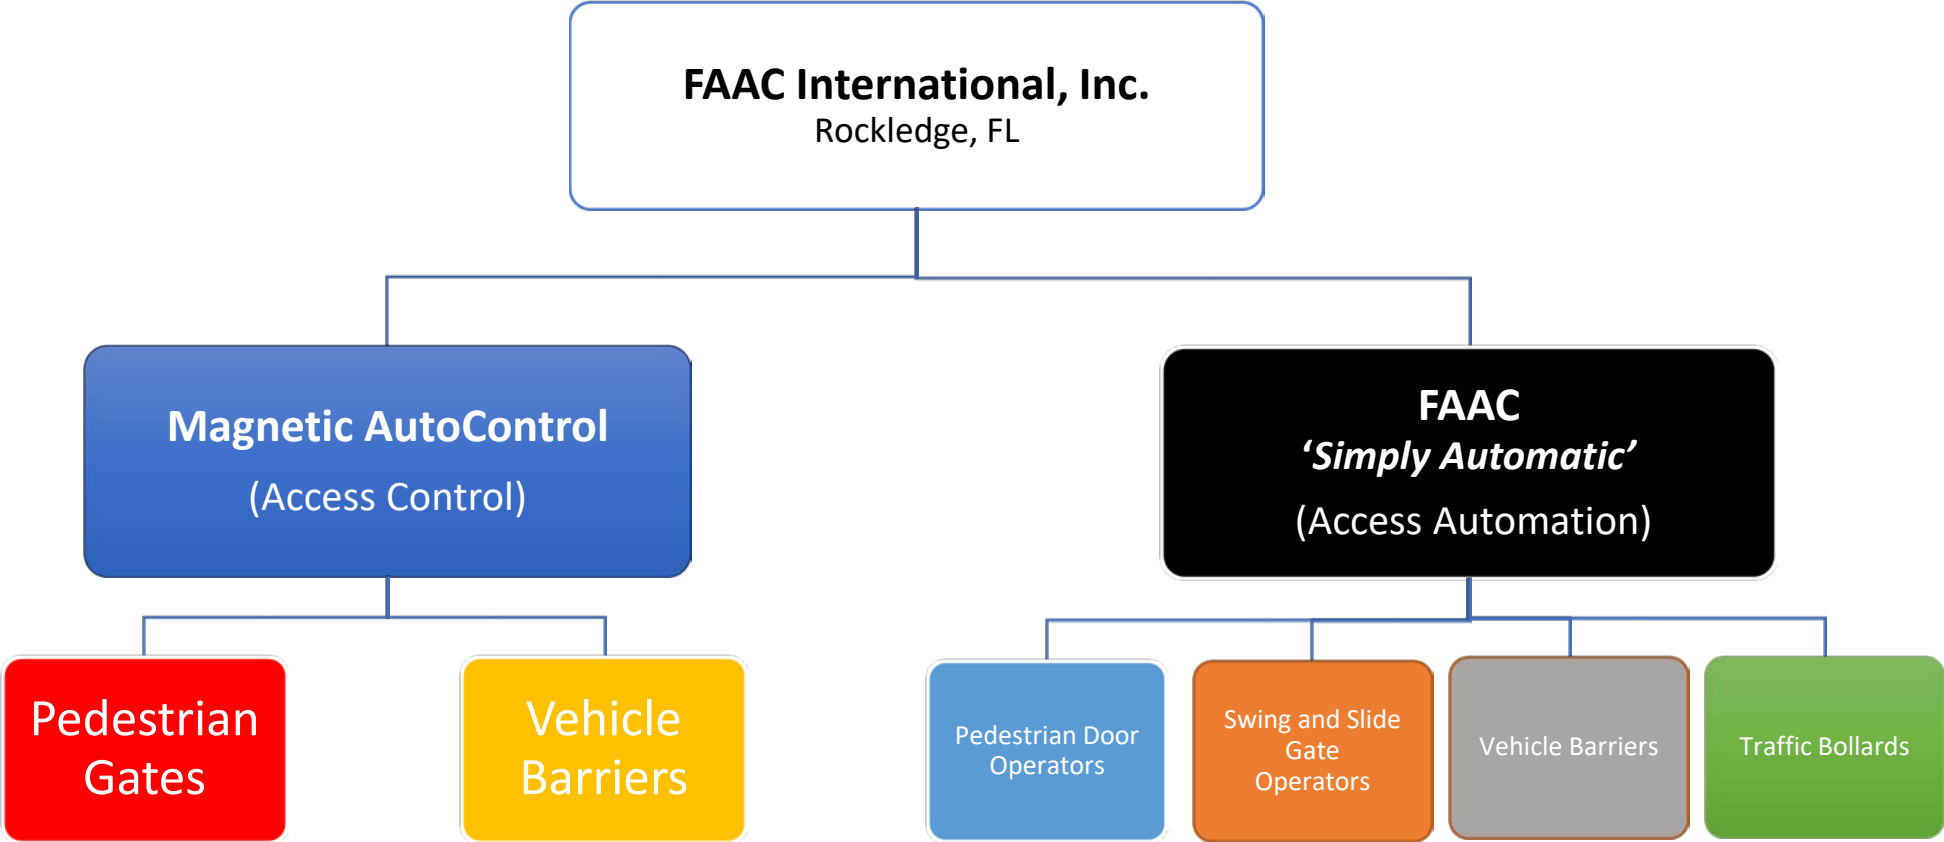 FAAC International, Inc.
Rockledge, FL
Magnetic AutoControl
(Access Control)
FAAC
‘Simply Automatic’
(Access Automation)
Pedestrian
Gates
Vehicle
Barriers
Pedestrian Door
Operators
Swing and Slide
Gate
Operators
Vehicle Barriers
Traffic Bollards